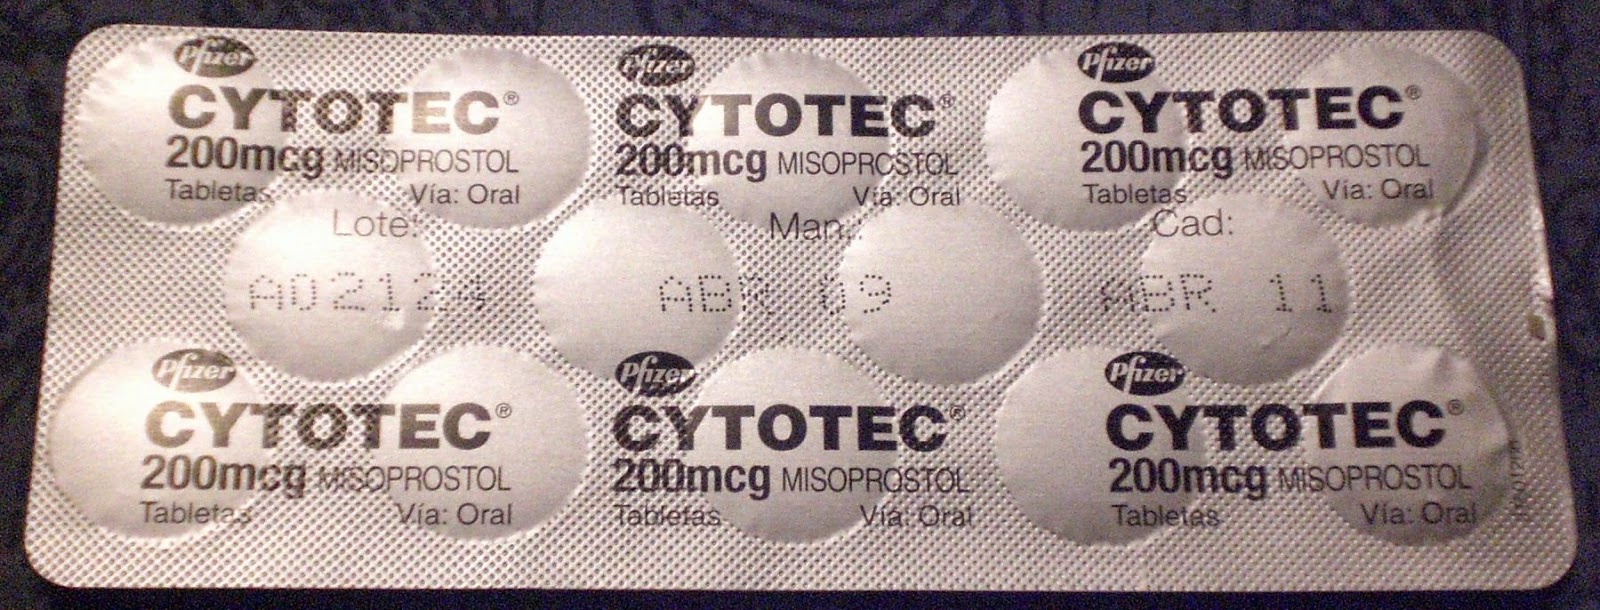 Pfizer Pfizer Pfizer
CYTOTEC® CYTOTEC® CYTOTEC®
200mcg MISOPROSTOL 200mcg MISOPROSTOL 200mcg MISOPROSTOL
Tabletas Vía: Oral Tabletas Vía: Oral Tabletas Vía: Oral
Lote: Man.: Cad:
A02124 ABR 09 ABR 11
Pfizer Pfizer Pfizer
CYTOTEC® CYTOTEC® CYTOTEC®
200mcg MISOPROSTOL 200mcg MISOPROSTOL 200mcg MISOPROSTOL
Tabletas Vía: Oral Tabletas Vía: Oral Tabletas Vía: Oral